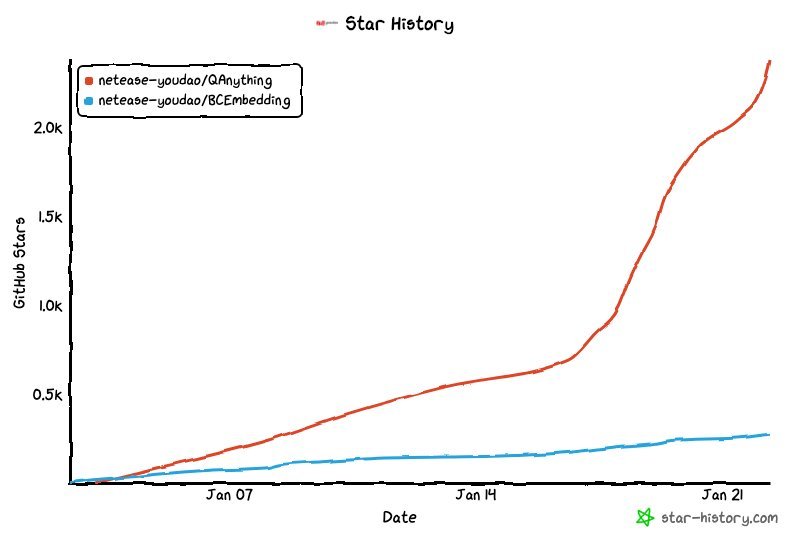 Star History
netease-youdao/QAnything
netease-youdao/BCEmbedding
2.0K
1.5K
1.0K
0.5K
GitHub Stars
Jan 07
Jan 14
Jan 21
Date
star-history.com